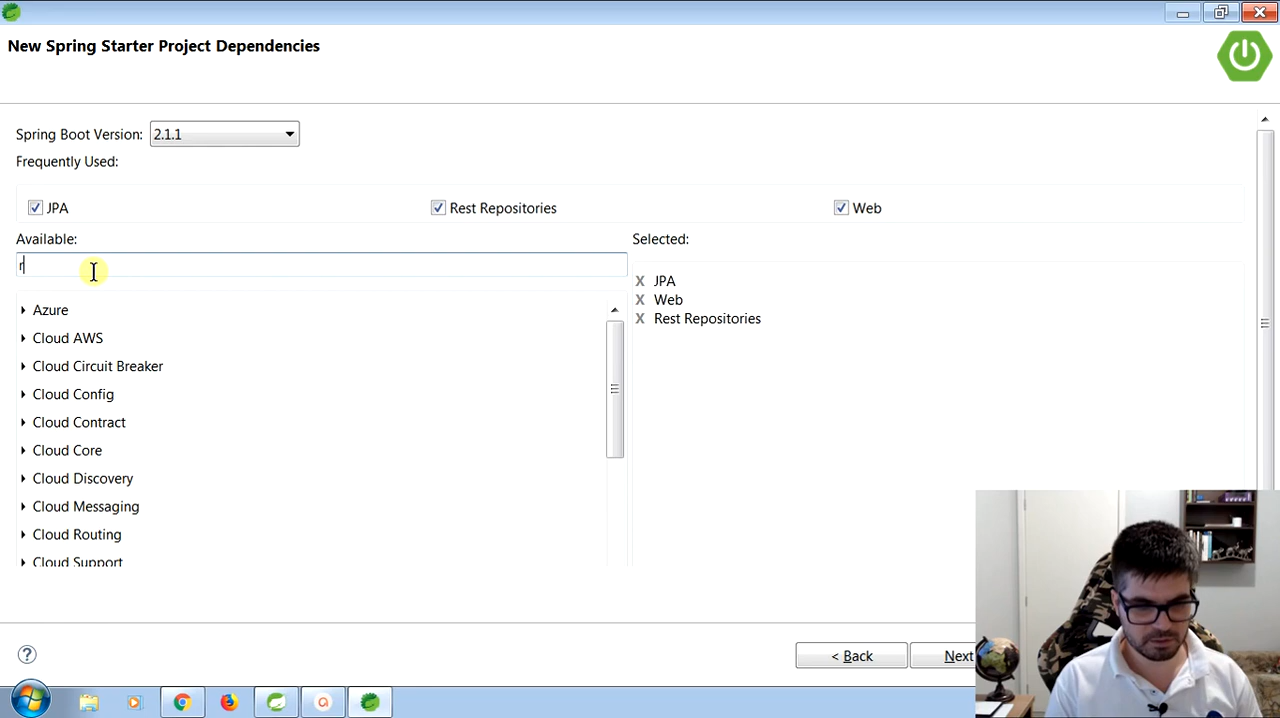 New Spring Starter Project Dependencies
Spring Boot Version: 2.1.1
Frequently Used:
JPA
Rest Repositories
Web
Available:
Selected:
r
Azure
Cloud AWS
Cloud Circuit Breaker
Cloud Config
Cloud Contract
Cloud Core
Cloud Discovery
Cloud Messaging
Cloud Routing
Cloud Support
X JPA
X Web
X Rest Repositories
?
< Back
Next